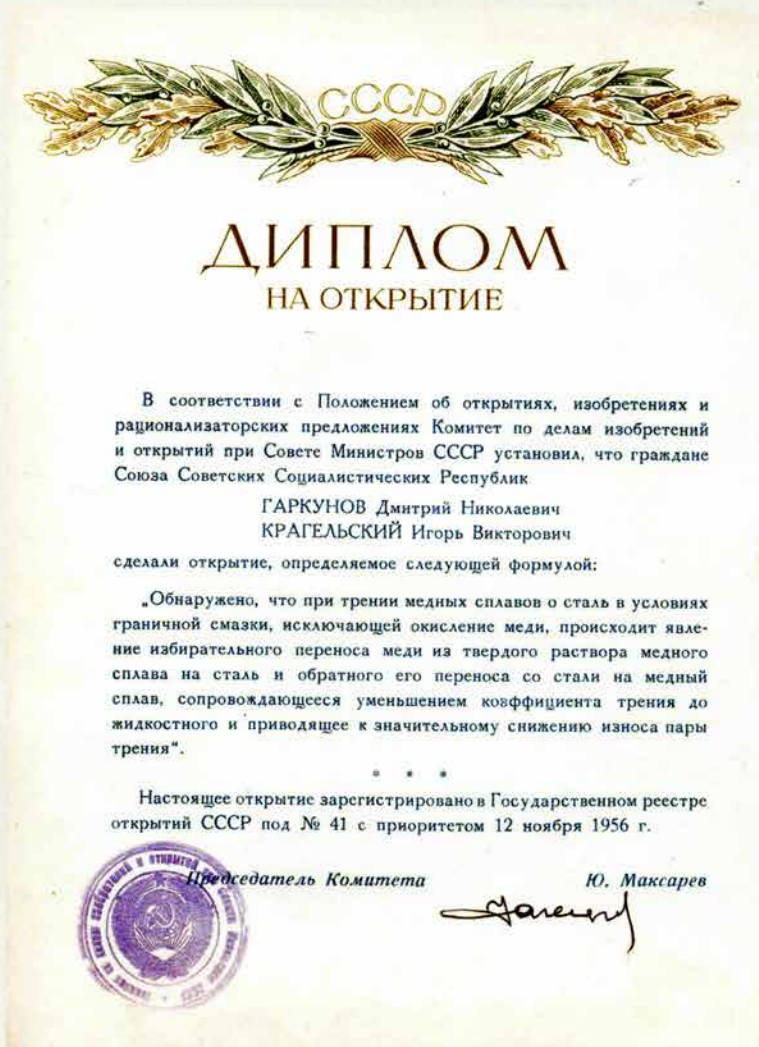 СССР
ДИПЛОМ
НА ОТКРЫТИЕ
В соответствии с Положением об открытиях, изобретениях и
рационализаторских предложениях Комитет по делам изобретений
и открытий при Совете Министров СССР установил, что граждане
Союза Советских Социалистических Республик
ГАРКУНОВ Дмитрий Николаевич
КРАГЕЛЬСКИЙ Игорь Викторович
сделали открытие, определяемое следующей формулой:
„Обнаружено, что при трении медных сплавов о сталь в условиях
граничной смазки, исключающей окисление меди, происходит явле-
ние избирательного переноса меди из твердого раствора медного
сплава на сталь и обратного его переноса со стали на медный
сплав, сопровождающееся уменьшением коэффициента трения до
жидкостного и приводящее к значительному снижению износа пары
трения“.
* * *
Настоящее открытие зарегистрировано в Государственном реестре
открытий СССР под № 41 с приоритетом 12 ноября 1956 г.
Председатель Комитета Ю. Максарев